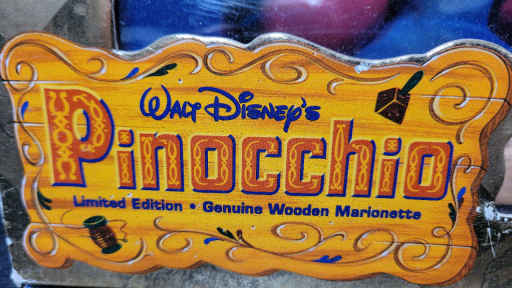 Walt Disney's
Pinocchio
Limited Edition • Genuine Wooden Marionette